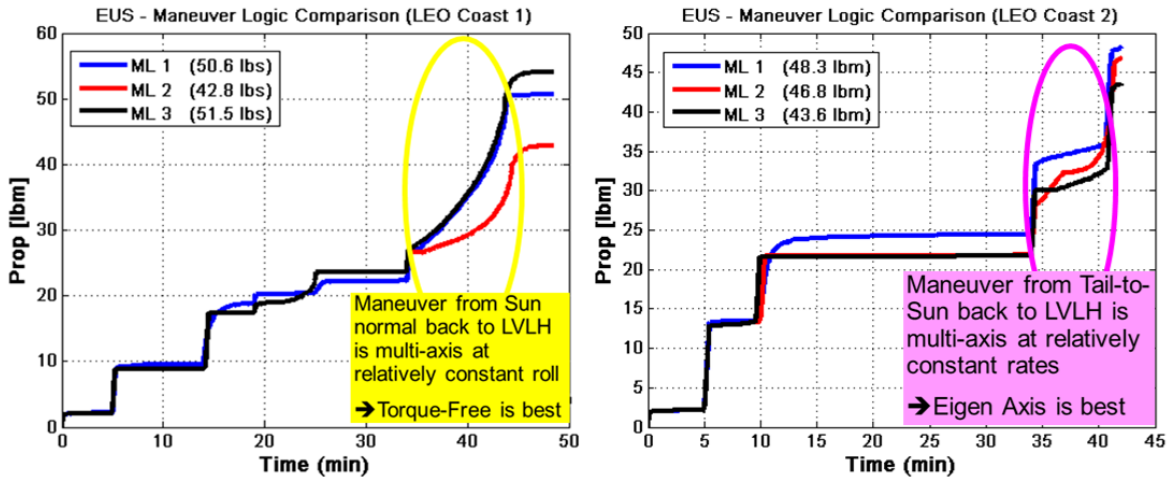 EUS - Maneuver Logic Comparison (LEO Coast 1)
60
50
40
30
20
10
0
Prop [lbm]
ML 1 (50.6 lbs)
ML 2 (42.8 lbs)
ML 3 (51.5 lbs)
Maneuver from Sun
normal back to LVLH
is multi-axis at
relatively constant roll
➔Torque-Free is best
0 10 20 30 40 50
Time (min)
EUS - Maneuver Logic Comparison (LEO Coast 2)
50
45
40
35
30
25
20
15
10
5
0
Prop [lbm]
ML 1 (48.3 lbm)
ML 2 (46.8 lbm)
ML 3 (43.6 lbm)
Maneuver from Tail-to-
Sun back to LVLH is
multi-axis at relatively
constant rates
➔Eigen Axis is best
0 5 10 15 20 25 30 35 40 45
Time (min)